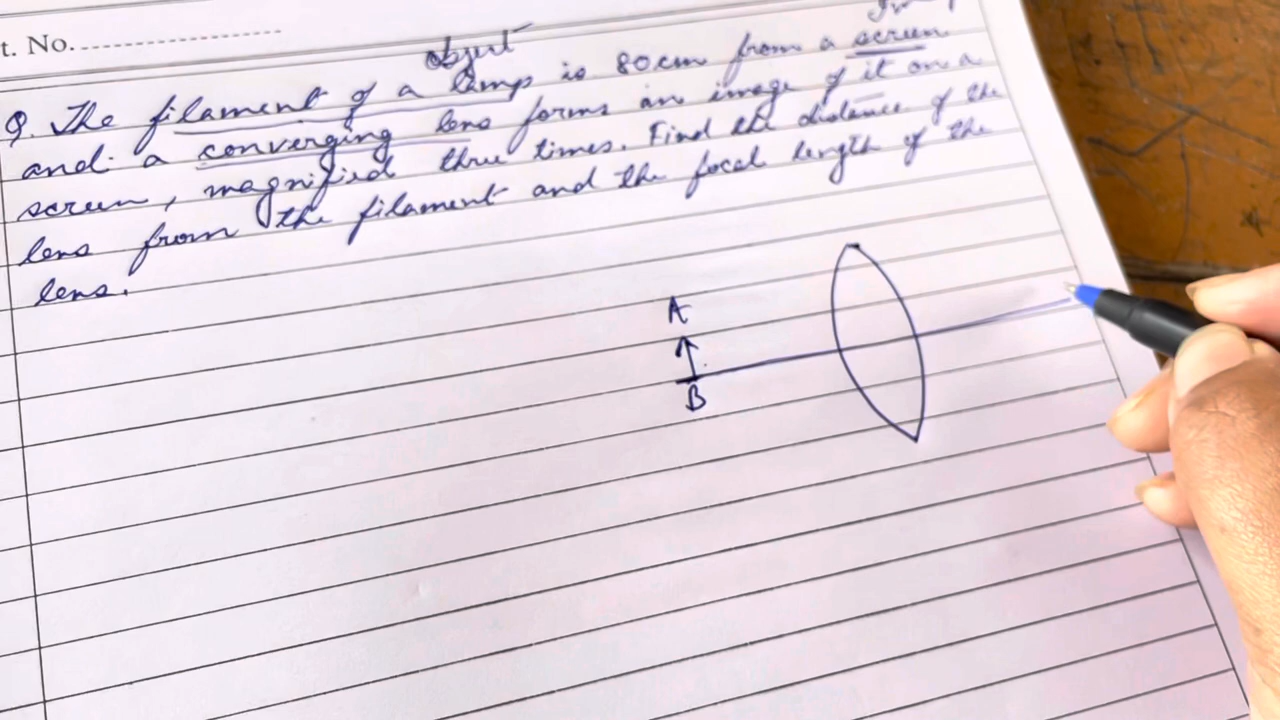 t. No.
object
Q. The filament of a lamp is 80cm from a screen
and a converging lens forms an image of it on a
screen, magnified three times. Find the distance of the
lens from the filament and the focal length of the
lens.
A
B